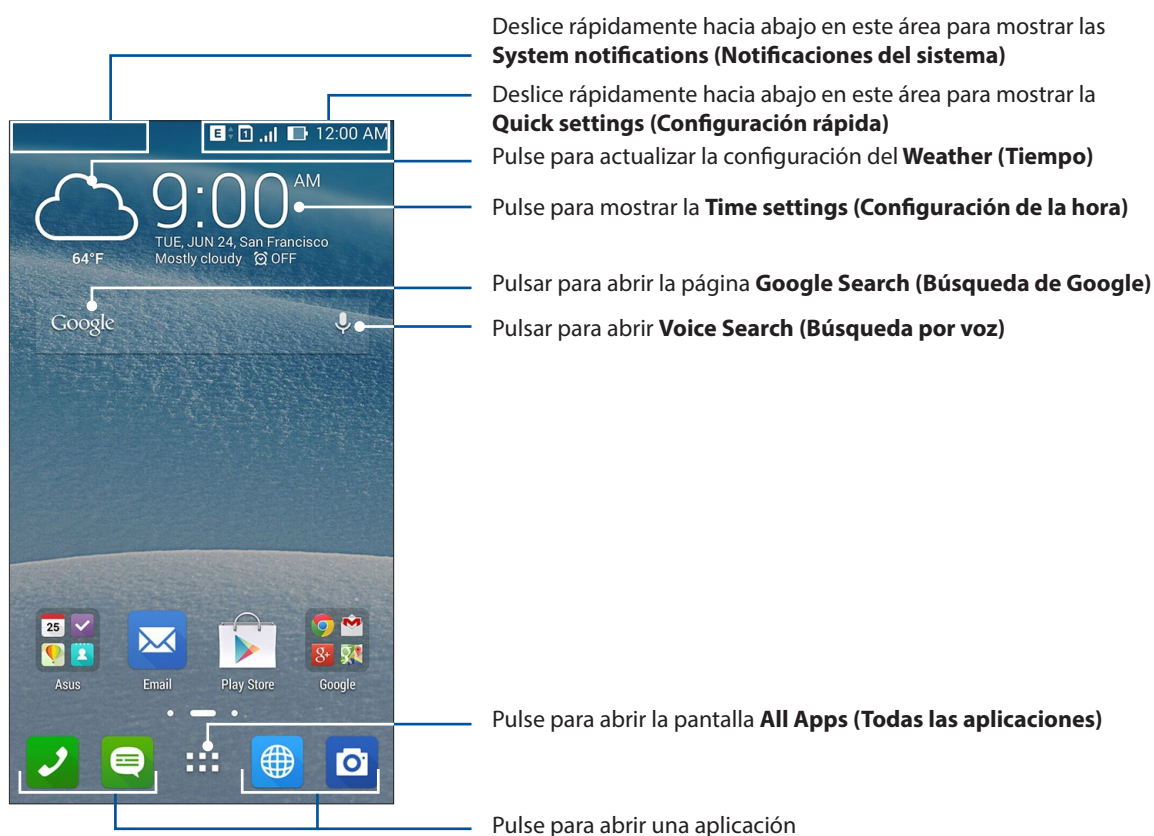 Deslice rápidamente hacia abajo en este área para mostrar las
System notifications (Notificaciones del sistema)
Deslice rápidamente hacia abajo en este área para mostrar la
Quick settings (Configuración rápida)
Pulse para actualizar la configuración del Weather (Tiempo)
Pulse para mostrar la Time settings (Configuración de la hora)
Pulsar para abrir la página Google Search (Búsqueda de Google)
Pulsar para abrir Voice Search (Búsqueda por voz)
Pulse para abrir la pantalla All Apps (Todas las aplicaciones)
Pulse para abrir una aplicación
E 1 12:00 AM
9:00 AM
TUE, JUN 24, San Francisco
64°F Mostly cloudy OFF
Google
25
8+
Asus Email Play Store Google